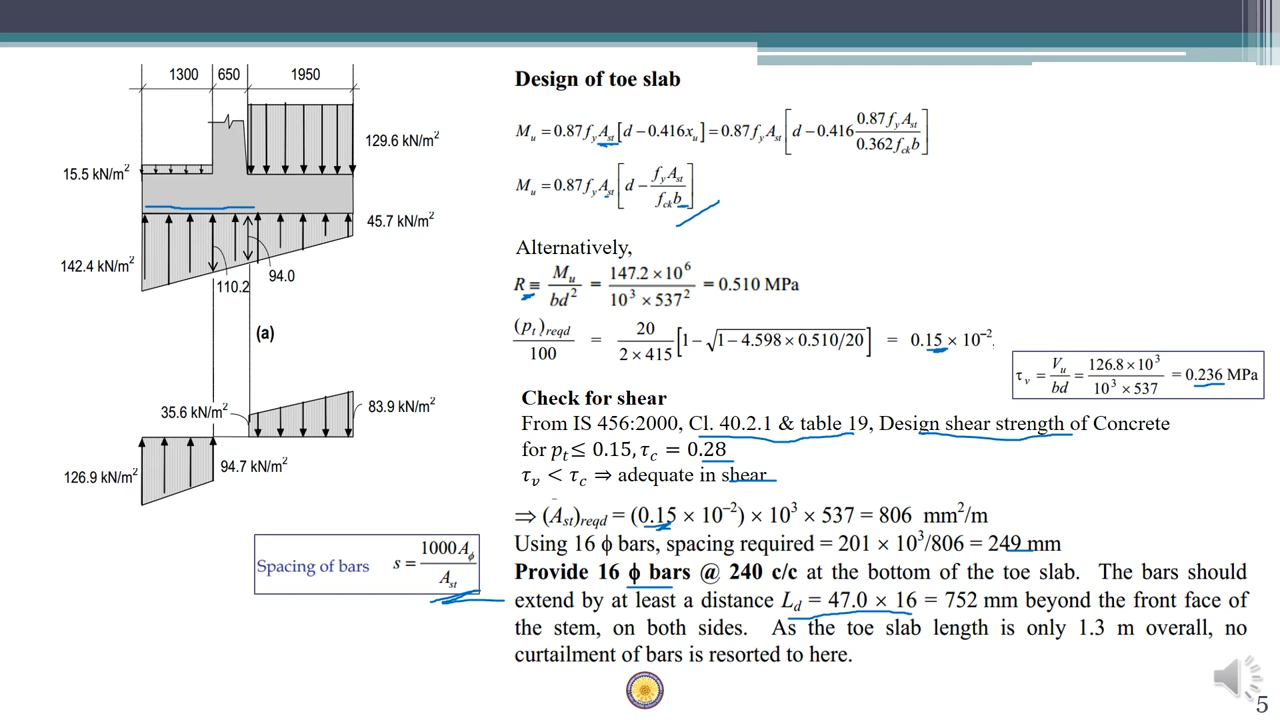 1300 650 1950
129.6 kN/m²
15.5 kN/m²
45.7 kN/m²
142.4 kN/m²
94.0
110.2
(a)
35.6 kN/m²
83.9 kN/m²
126.9 kN/m²
94.7 kN/m²
Spacing of bars s = 1000A_ϕ / A_st
Design of toe slab
M_u = 0.87f_y A_st [d − 0.416x_u] = 0.87f_y A_st [d − 0.416 (0.87f_y A_st / 0.362f_ck b)]
M_u = 0.87f_y A_st [d − f_y A_st / f_ck b]
Alternatively,
R ≡ M_u / bd² = 147.2 × 10⁶ / 10³ × 537² = 0.510 MPa
(p_t)_reqd / 100 = 20 / 2 × 415 [1 − √(1 − 4.598 × 0.510/20)] = 0.15 × 10⁻².
τ_v = V_u / bd = 126.8 × 10³ / 10³ × 537 = 0.236 MPa
Check for shear
From IS 456:2000, Cl. 40.2.1 & table 19, Design shear strength of Concrete
for p_t ≤ 0.15, τ_c = 0.28
τ_v < τ_c ⇒ adequate in shear
⇒ (A_st)_reqd = (0.15 × 10⁻²) × 10³ × 537 = 806 mm²/m
Using 16 ϕ bars, spacing required = 201 × 10³/806 = 249 mm
Provide 16 ϕ bars @ 240 c/c at the bottom of the toe slab. The bars should
extend by at least a distance L_d = 47.0 × 16 = 752 mm beyond the front face of
the stem, on both sides. As the toe slab length is only 1.3 m overall, no
curtailment of bars is resorted to here.
5